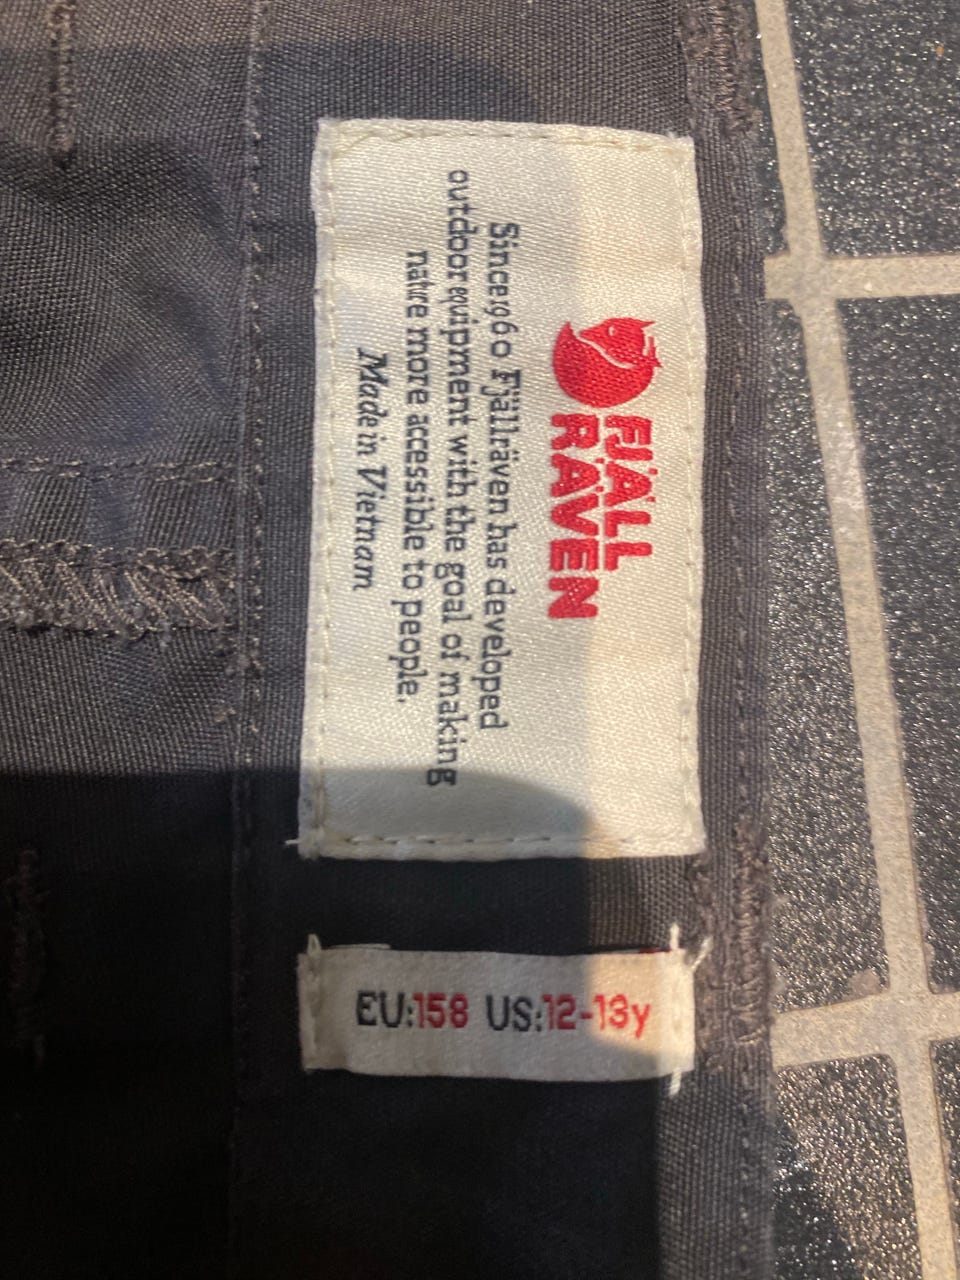 FJÄLL
RÄVEN
Since 1960 Fjällräven has developed
outdoor equipment with the goal of making
nature more accessible to people.
Made in Vietnam
EU:158 US:12-13y